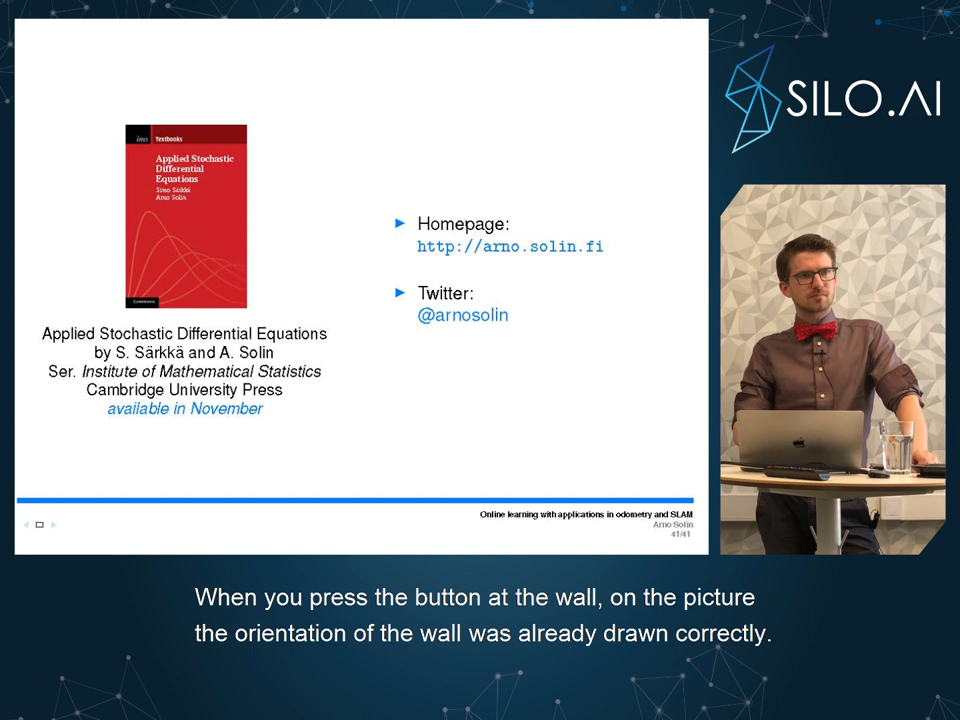 SILO.AI
ims Textbooks
Applied Stochastic
Differential
Equations
Simo Särkkä
Arno Solin
CAMBRIDGE
Applied Stochastic Differential Equations
by S. Särkkä and A. Solin
Ser. Institute of Mathematical Statistics
Cambridge University Press
available in November
Homepage:
http://arno.solin.fi
Twitter:
@arnosolin
Online learning with applications in odometry and SLAM
Arno Solin
41/41
When you press the button at the wall, on the picture
the orientation of the wall was already drawn correctly.